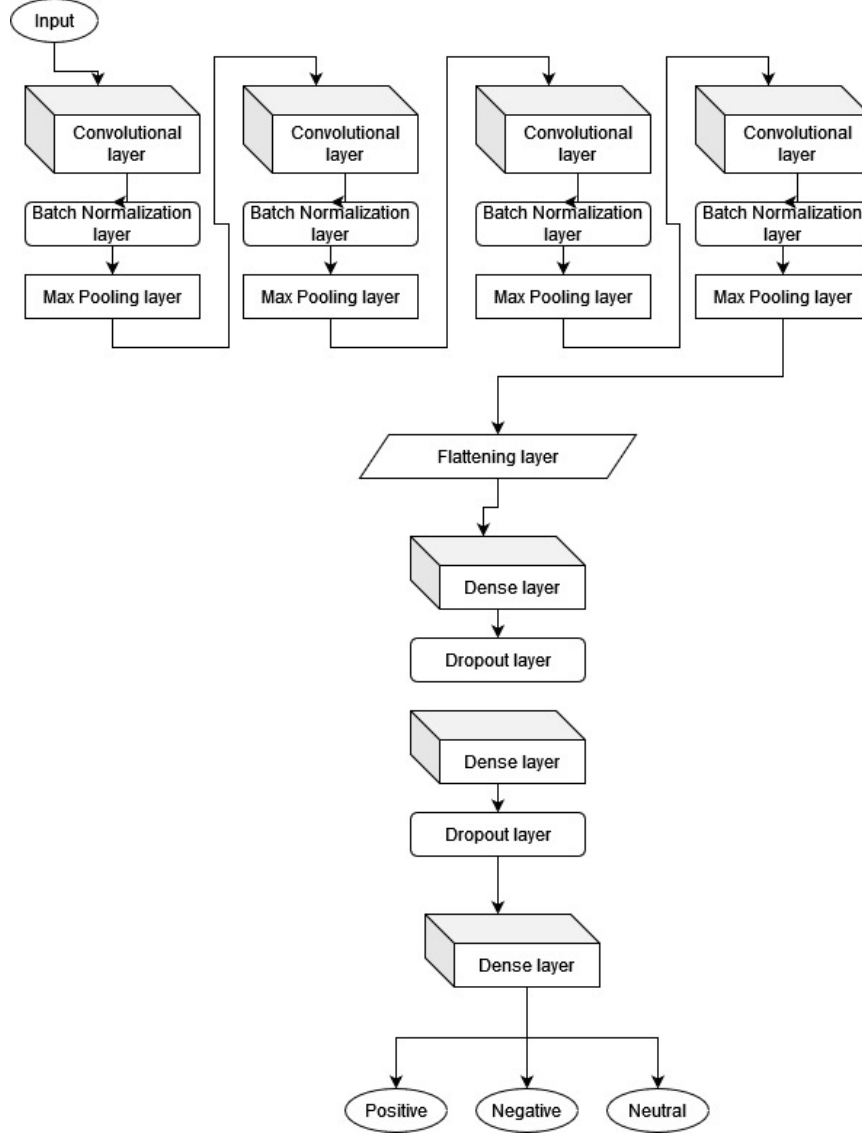 Input
Convolutional
layer
Batch Normalization
layer
Max Pooling layer
Convolutional
layer
Batch Normalization
layer
Max Pooling layer
Convolutional
layer
Batch Normalization
layer
Max Pooling layer
Convolutional
layer
Batch Normalization
layer
Max Pooling layer
Flattening layer
Dense layer
Dropout layer
Dense layer
Dropout layer
Dense layer
Positive
Negative
Neutral